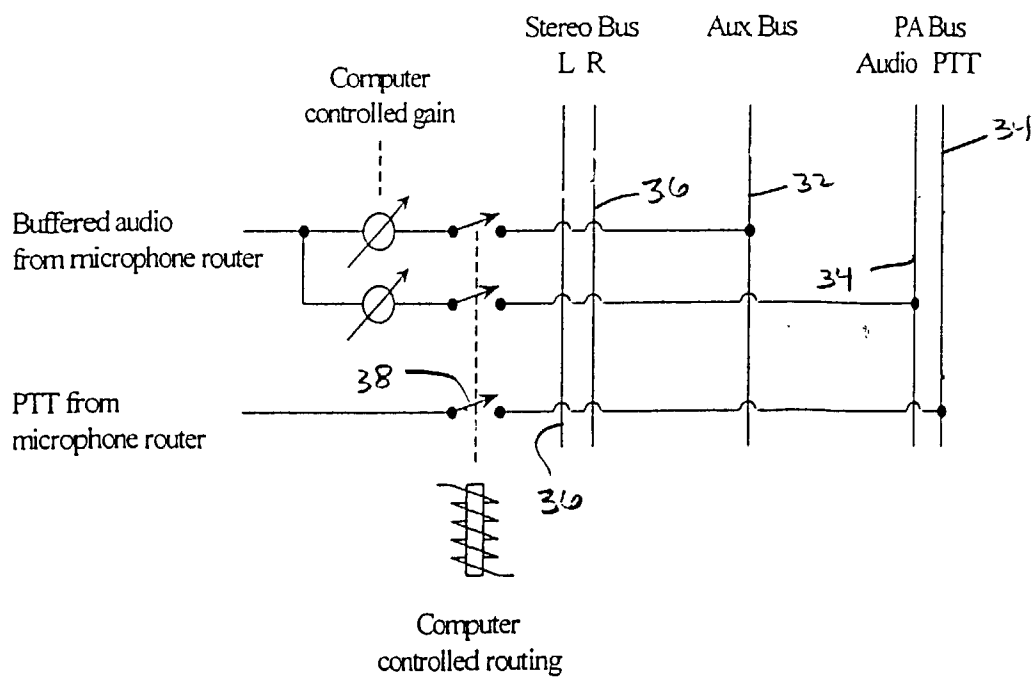 Stereo Bus Aux Bus PA Bus
L R Audio PTT
Computer
controlled gain
34
36
32
Buffered audio
from microphone router
34
38
PTT from
microphone router
36
Computer
controlled routing